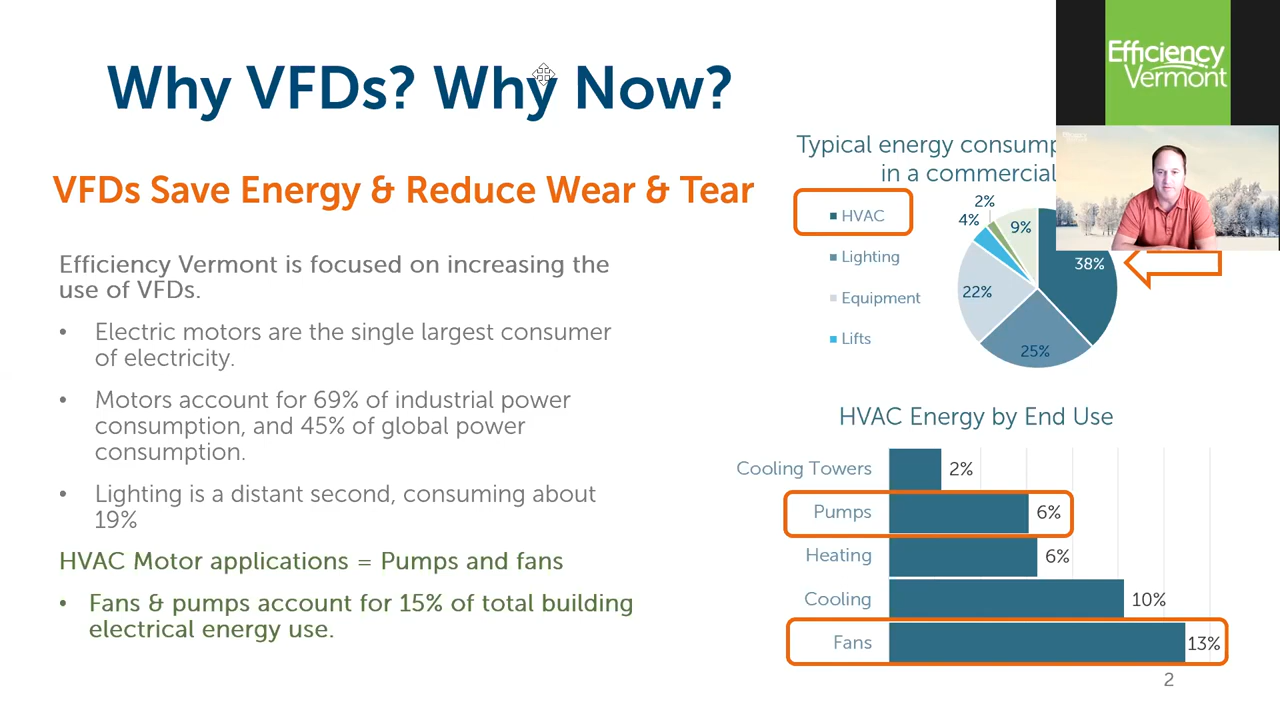 Why VFDs? Why Now?
Efficiency
Vermont
VFDs Save Energy & Reduce Wear & Tear
Efficiency Vermont is focused on increasing the
use of VFDs.
• Electric motors are the single largest consumer
of electricity.
• Motors account for 69% of industrial power
consumption, and 45% of global power
consumption.
• Lighting is a distant second, consuming about
19%
HVAC Motor applications = Pumps and fans
• Fans & pumps account for 15% of total building
electrical energy use.
Typical energy consump
in a commercial
HVAC
Lighting
Equipment
Lifts
2%
4%
9%
38%
22%
25%
HVAC Energy by End Use
Cooling Towers 2%
Pumps 6%
Heating 6%
Cooling 10%
Fans 13%
2